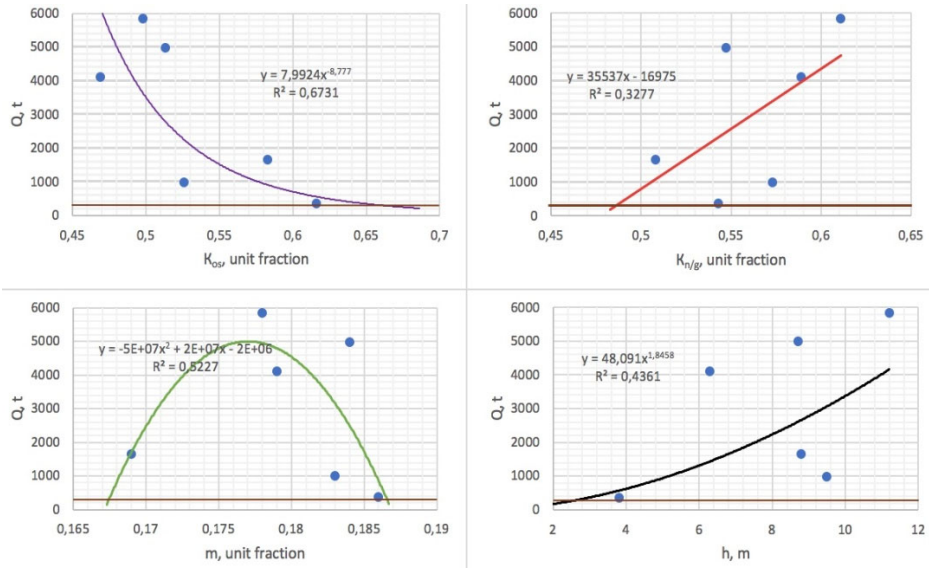 6000
5000
4000
3000
2000
1000
0
Q, t
y = 7,9924x^-8,777
R² = 0,6731
0,45 0,5 0,55 0,6 0,65 0,7
Kos, unit fraction
6000
5000
4000
3000
2000
1000
0
Q, t
y = 35537x - 16975
R² = 0,3277
0,45 0,5 0,55 0,6 0,65
Kn/g, unit fraction
6000
5000
4000
3000
2000
1000
0
Q, t
y = -5E+07x² + 2E+07x - 2E+06
R² = 0,5227
0,165 0,17 0,175 0,18 0,185 0,19
m, unit fraction
6000
5000
4000
3000
2000
1000
0
Q, t
y = 48,091x^1,8458
R² = 0,4361
2 4 6 8 10 12
h, m